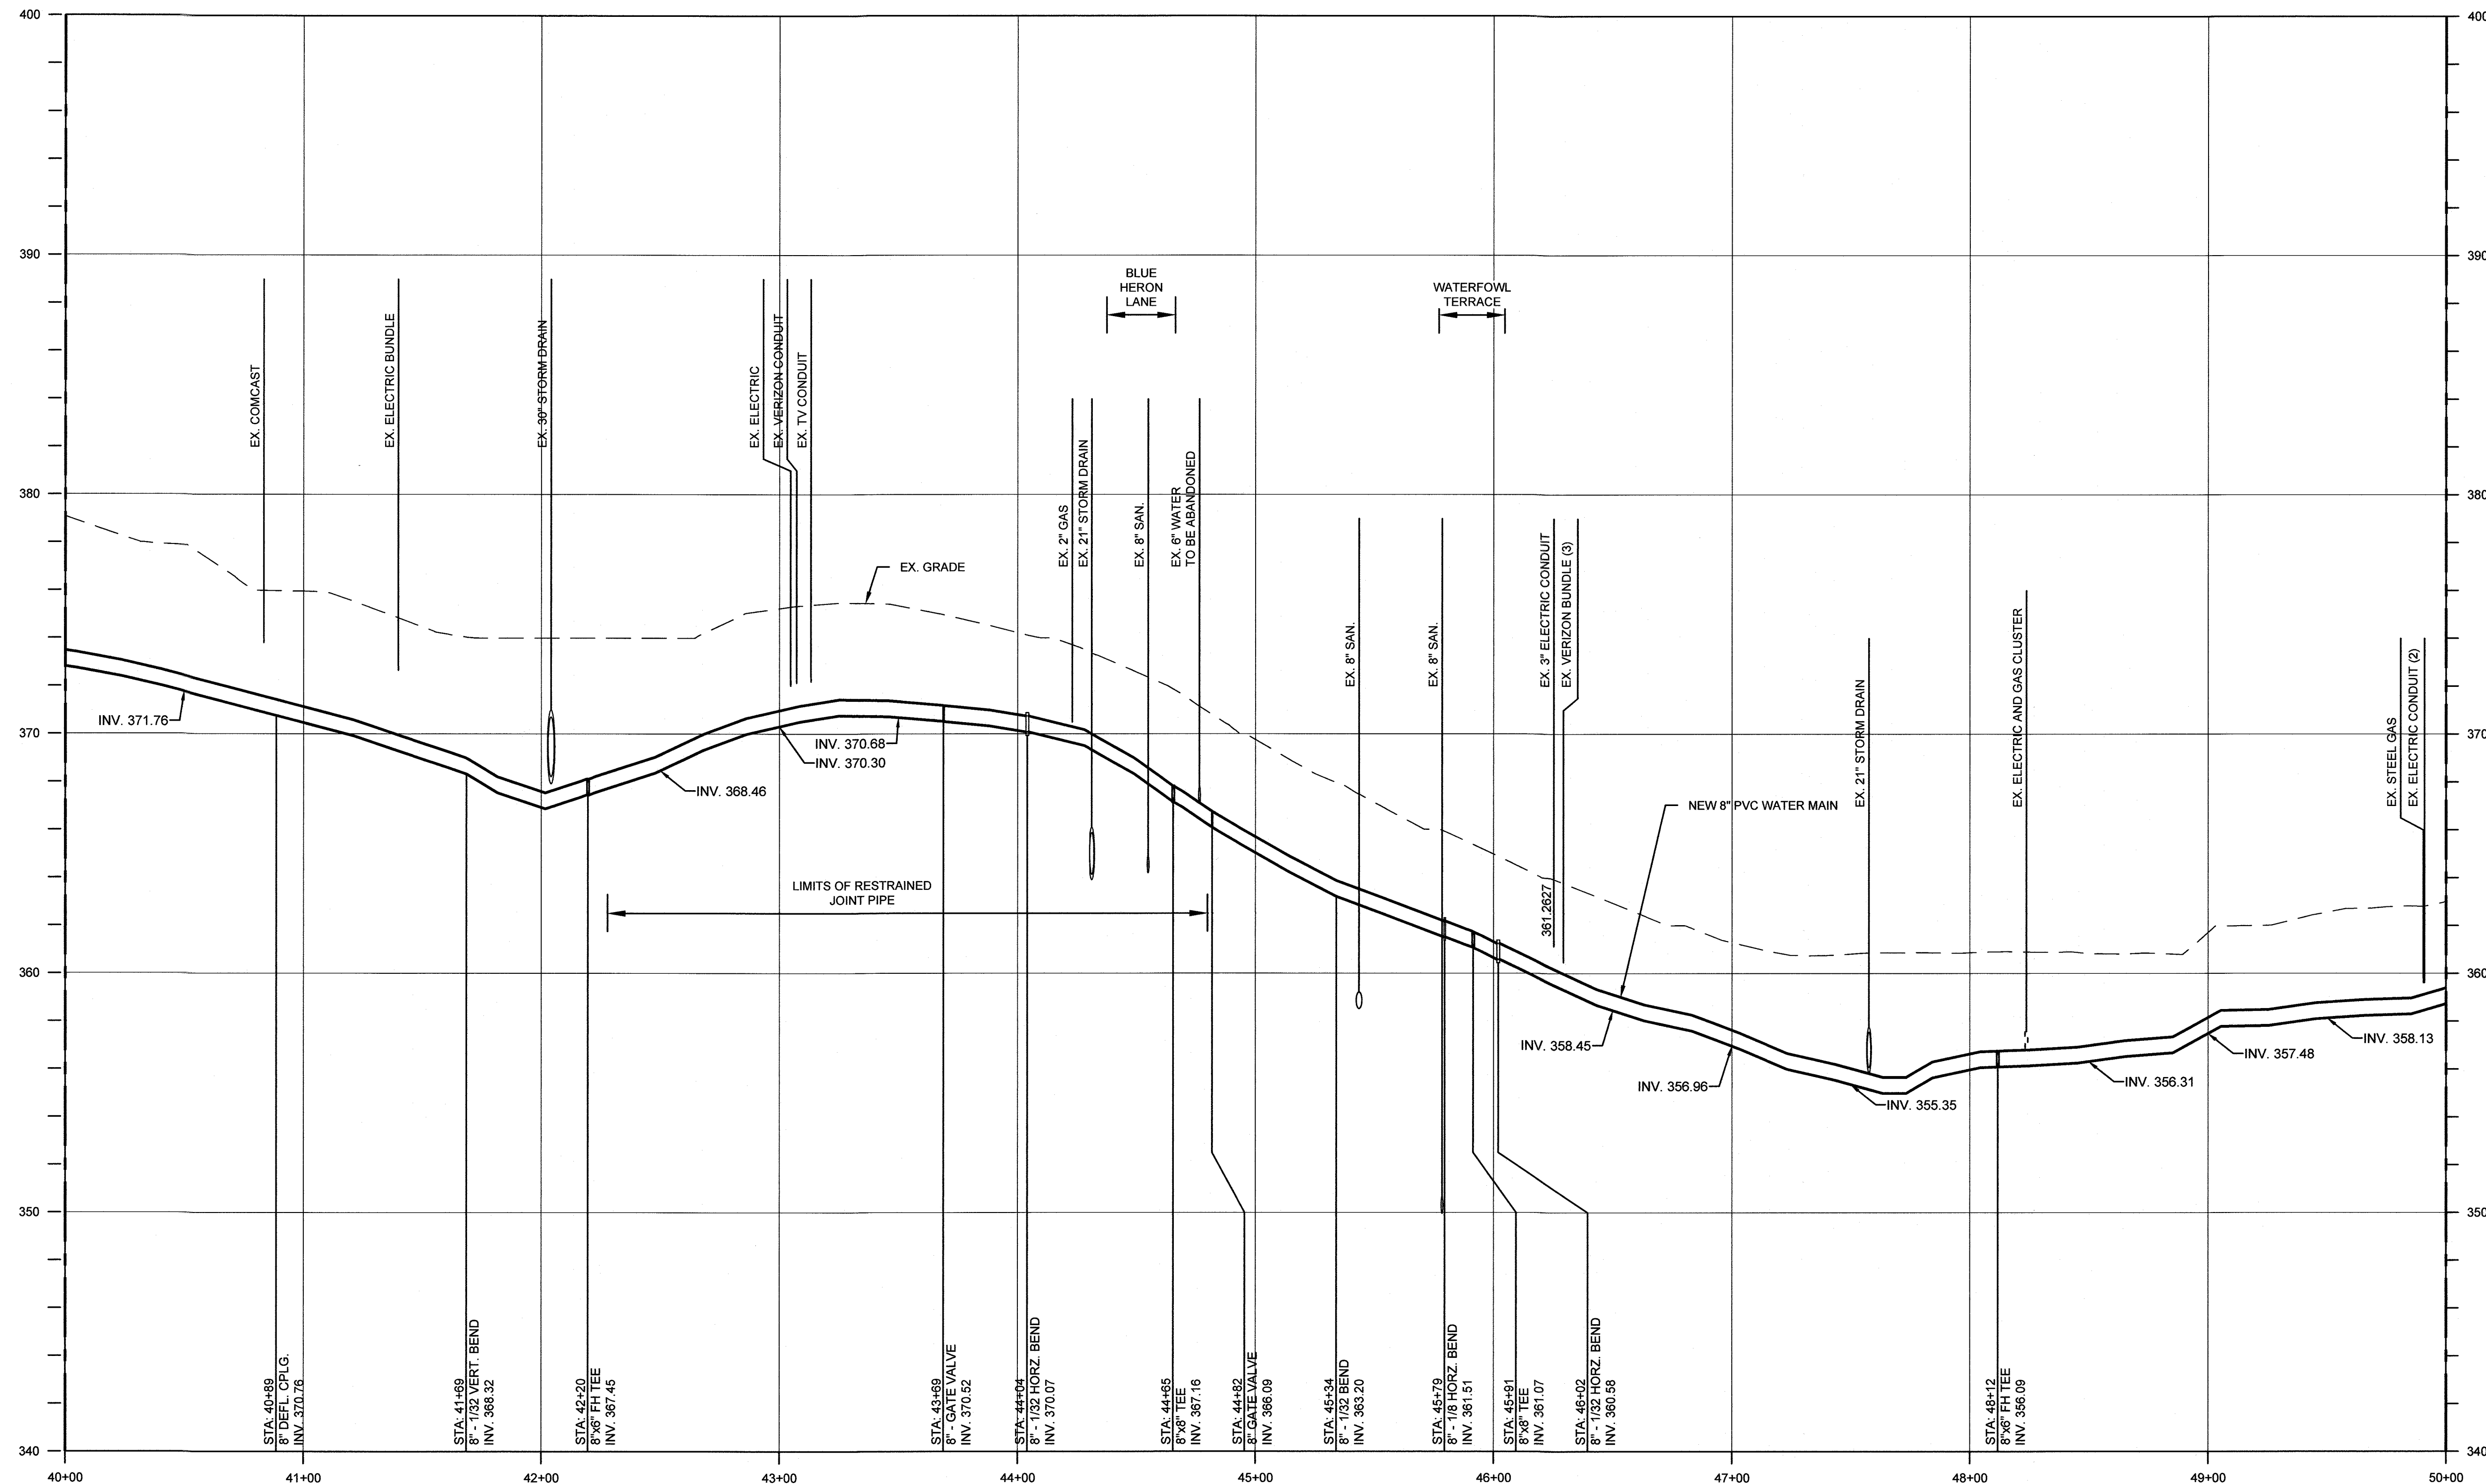 400
400
390
390
380
380
370
370
360
360
350
350
340
340
40+00
41+00
42+00
43+00
44+00
45+00
46+00
47+00
48+00
49+00
50+00
EX. COMCAST
EX. ELECTRIC BUNDLE
EX. 30" STORM DRAIN
EX. ELECTRIC
EX. VERIZON CONDUIT
EX. TV CONDUIT
BLUE
HERON
LANE
WATERFOWL
TERRACE
EX. 2" GAS
EX. 21" STORM DRAIN
EX. 8" SAN.
EX. 6" WATER
TO BE ABANDONED
EX. 8" SAN.
EX. 8" SAN.
EX. 3" ELECTRIC CONDUIT
361.2627
EX. VERIZON BUNDLE (3)
EX. 21" STORM DRAIN
EX. ELECTRIC AND GAS CLUSTER
EX. STEEL GAS
EX. ELECTRIC CONDUIT (2)
EX. GRADE
NEW 8" PVC WATER MAIN
LIMITS OF RESTRAINED
JOINT PIPE
INV. 371.76
INV. 368.46
INV. 370.30
INV. 370.68
INV. 358.45
INV. 356.96
INV. 355.35
INV. 356.31
INV. 357.48
INV. 358.13
STA: 40+89
8" DEFL. CPLG.
INV. 370.76
STA: 41+69
8" - 1/32 VERT. BEND
INV. 368.32
STA: 42+20
8"x6" FH TEE
INV. 367.45
STA: 43+69
8" - GATE VALVE
INV. 370.52
STA: 44+04
8" - 1/32 HORZ. BEND
INV. 370.07
STA: 44+65
8"x8" TEE
INV. 367.16
STA: 44+82
8" GATE VALVE
INV. 366.09
STA: 45+34
8" - 1/32 BEND
INV. 363.20
STA: 45+79
8" - 1/8 HORZ. BEND
INV. 361.51
STA: 45+91
8"x8" TEE
INV. 361.07
STA: 46+02
8" - 1/32 HORZ. BEND
INV. 360.58
STA: 48+12
8"x6" FH TEE
INV. 356.09